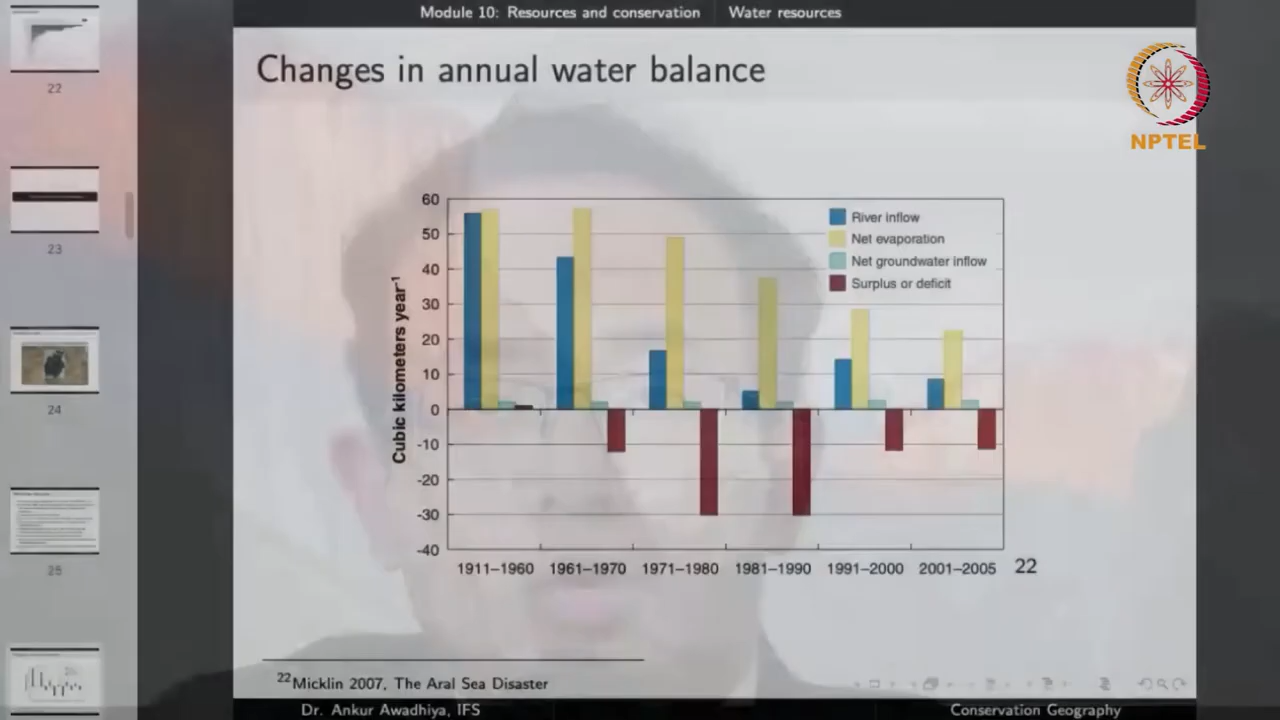 Module 10: Resources and conservation Water resources
Changes in annual water balance
NPTEL
Cubic kilometers year-1
60
50
40
30
20
10
0
-10
-20
-30
-40
River inflow
Net evaporation
Net groundwater inflow
Surplus or deficit
1911–1960 1961–1970 1971–1980 1981–1990 1991–2000 2001–2005 22
22Micklin 2007, The Aral Sea Disaster
Dr. Ankur Awadhiya, IFS Conservation Geography
22
23
24
25